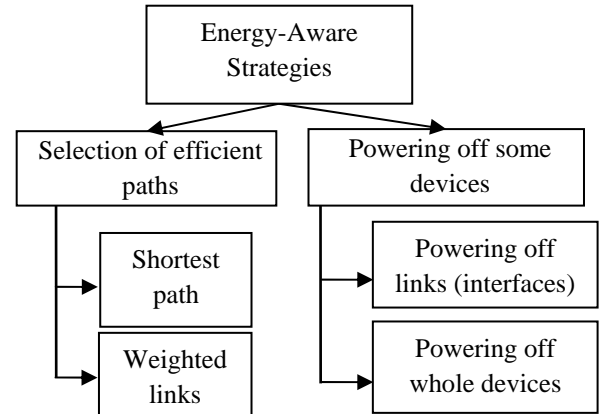 Energy-Aware
Strategies
Selection of efficient
paths
Powering off some
devices
Shortest
path
Powering off
links (interfaces)
Weighted
links
Powering off
whole devices